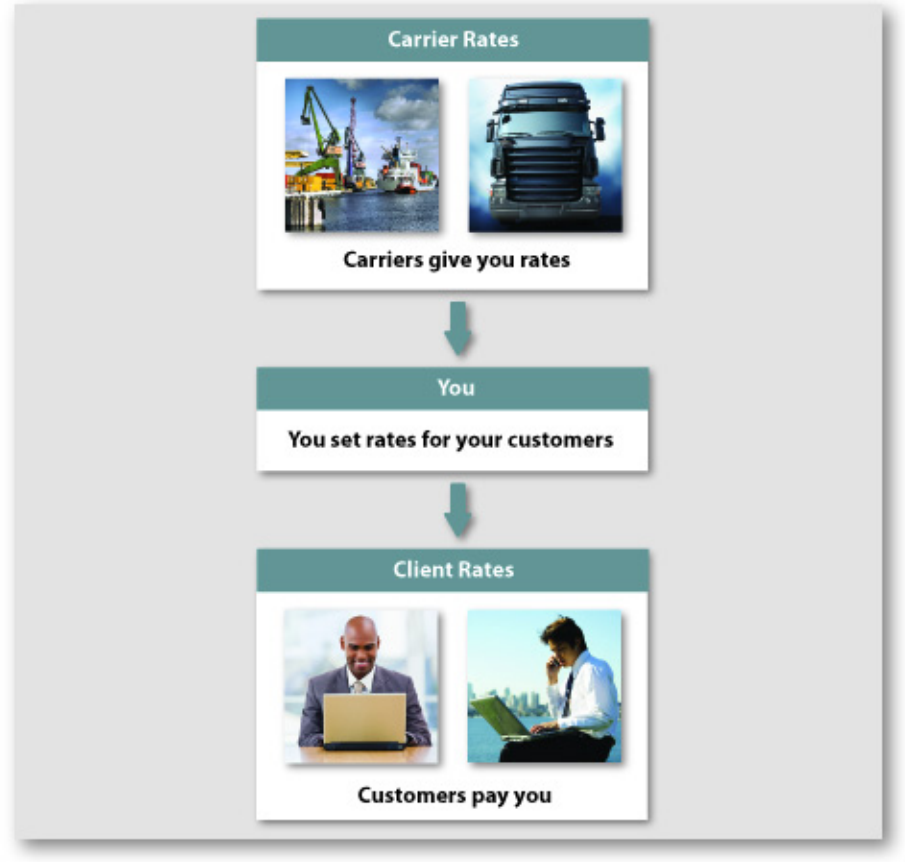 Carrier Rates
Carriers give you rates
You
You set rates for your customers
Client Rates
Customers pay you